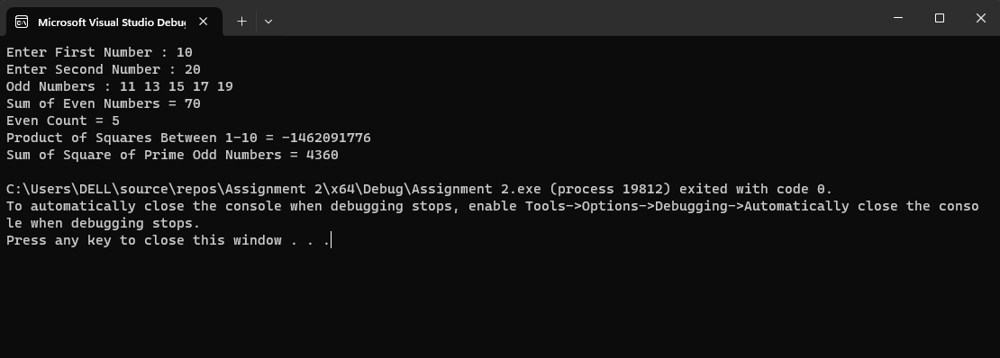 Microsoft Visual Studio Debu
Enter First Number : 10
Enter Second Number : 20
Odd Numbers : 11 13 15 17 19
Sum of Even Numbers = 70
Even Count = 5
Product of Squares Between 1-10 = -1462091776
Sum of Square of Prime Odd Numbers = 4360
C:\Users\DELL\source\repos\Assignment 2\x64\Debug\Assignment 2.exe (process 19812) exited with code 0.
To automatically close the console when debugging stops, enable Tools->Options->Debugging->Automatically close the conso
le when debugging stops.
Press any key to close this window . . .